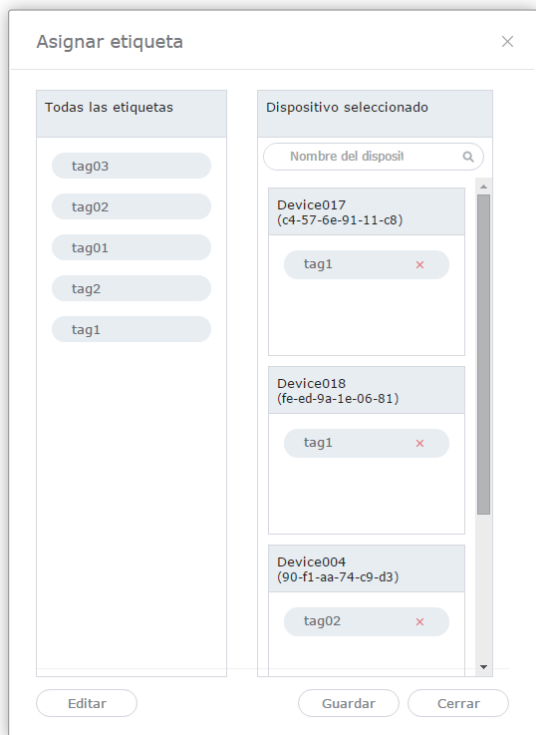 Asignar etiqueta
Todas las etiquetas
tag03
tag02
tag01
tag2
tag1
Dispositivo seleccionado
Nombre del disposit
Device017
(c4-57-6e-91-11-c8)
tag1
Device018
(fe-ed-9a-1e-06-81)
tag1
Device004
(90-f1-aa-74-c9-d3)
tag02
Editar
Guardar
Cerrar